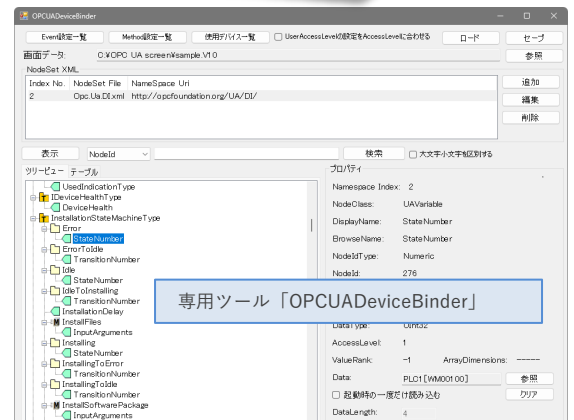 OPCUADeviceBinder
Event設定一覧 Method設定一覧 使用デバイス一覧 UserAccessLevelの設定をAccessLevelに合わせる ロード セーブ
画面データ: C:¥OPC UA screen¥sample.V10 参照
NodeSet XML
Index No. NodeSet File NameSpace Uri 追加
2 Opc.Ua.DI.xml http://opcfoundation.org/UA/DI/ 編集
削除
表示 NodeId 検索 大文字小文字を区別する
ツリービュー テーブル プロパティ
UsedIndicationType Namespace Index: 2
IDeviceHealthType
DeviceHealth NodeClass: UAVariable
InstallationStateMachineType DisplayName: StateNumber
Error
StateNumber BrowseName: StateNumber
ErrorToIdle
TransitionNumber NodeIdType: Numeric
Idle NodeId: 276
StateNumber
IdleToInstalling
TransitionNumber
専用ツール「OPCUADeviceBinder」
InstallationDelay
InstallFiles DataType: UInt32
InputArguments
Installing AccessLevel: 1
StateNumber
InstallingToError ValueRank: -1 ArrayDimensions: -----
TransitionNumber
InstallingToIdle Data: PLC1[WM00100] 参照
TransitionNumber 起動時の一度だけ読み込む クリア
InstallSoftwarePackage
InputArguments DataLength: 4